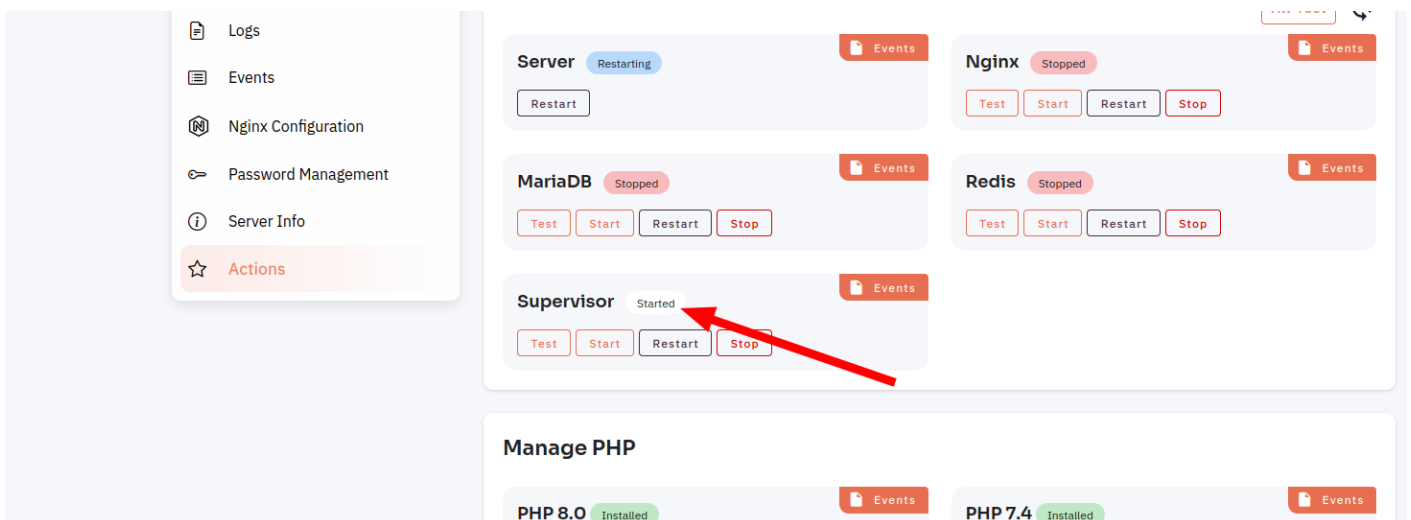 Logs
Events
Nginx Configuration
Password Management
Server Info
Actions
Server Restarting Events
Restart
Nginx Stopped Events
Test Start Restart Stop
MariaDB Stopped Events
Test Start Restart Stop
Redis Stopped Events
Test Start Restart Stop
Supervisor Started Events
Test Start Restart Stop
Manage PHP
PHP 8.0 Installed Events
PHP 7.4 Installed Events